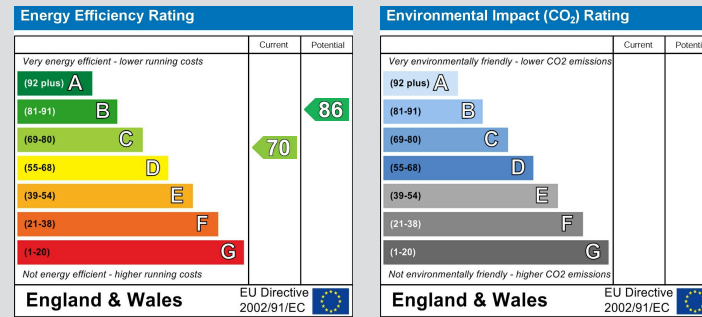 Energy Efficiency Rating
Current Potential
Very energy efficient - lower running costs
(92 plus) A
(81-91) B
(69-80) C
(55-68) D
(39-54) E
(21-38) F
(1-20) G
86
70
Not energy efficient - higher running costs
England & Wales
EU Directive
2002/91/EC
Environmental Impact (CO₂) Rating
Current Potenti
Very environmentally friendly - lower CO2 emissions
(92 plus) A
(81-91) B
(69-80) C
(55-68) D
(39-54) E
(21-38) F
(1-20) G
Not environmentally friendly - higher CO2 emissions
England & Wales
EU Directive
2002/91/EC